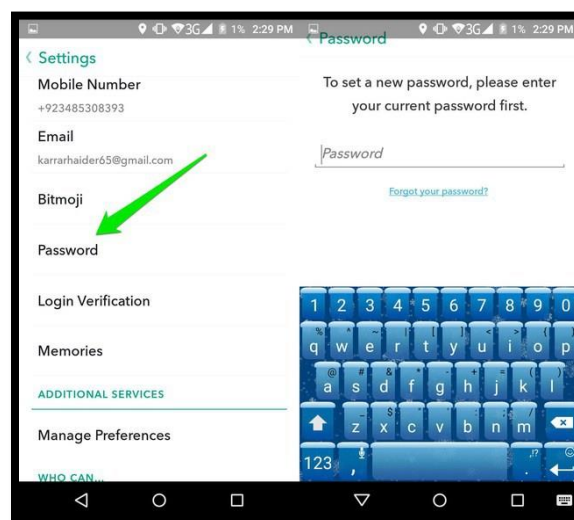 3G 1% 2:29 PM
Settings
Mobile Number
+923485308393
Email
karrarhaider65@gmail.com
Bitmoji
Password
Login Verification
Memories
ADDITIONAL SERVICES
Manage Preferences
WHO CAN...
3G 1% 2:29 PM
Password
To set a new password, please enter
your current password first.
Password
Forgot your password?
1 2 3 4 5 6 7 8 9 0
q w e r t y u i o p
a s d f g h j k l
z x c v b n m
123 , .